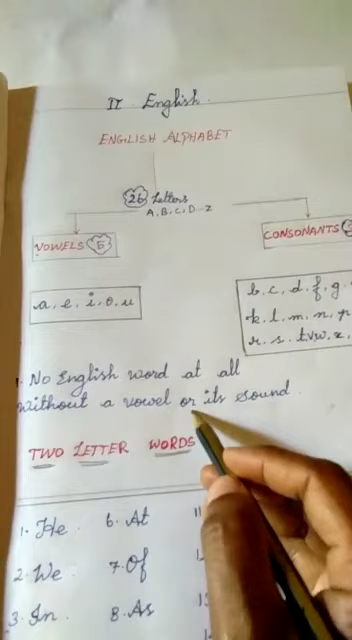 II English.
ENGLISH ALPHABET
26 Letters
A, B, C, D - Z
VOWELS 5
CONSONANTS
a, e, i, o, u
b, c, d, f, g,
k, l, m, n, p
r, s, t, v, w, x,
No English word at all
without a vowel or its sound.
TWO LETTER WORDS
1. He 6. At 11
2. We 7. Of
3. In 8. As